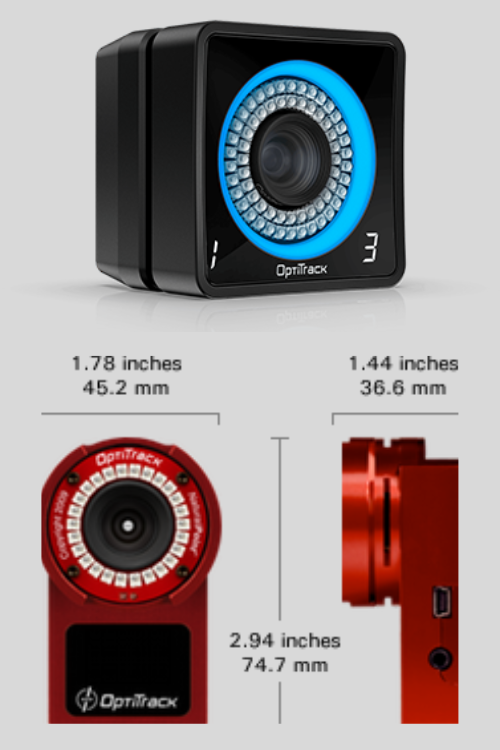 1 3
OptiTrack
1.78 inches
45.2 mm
1.44 inches
36.6 mm
OptiTrack
Copyright 2009
NaturalPoint
2.94 inches
74.7 mm
OptiTrack